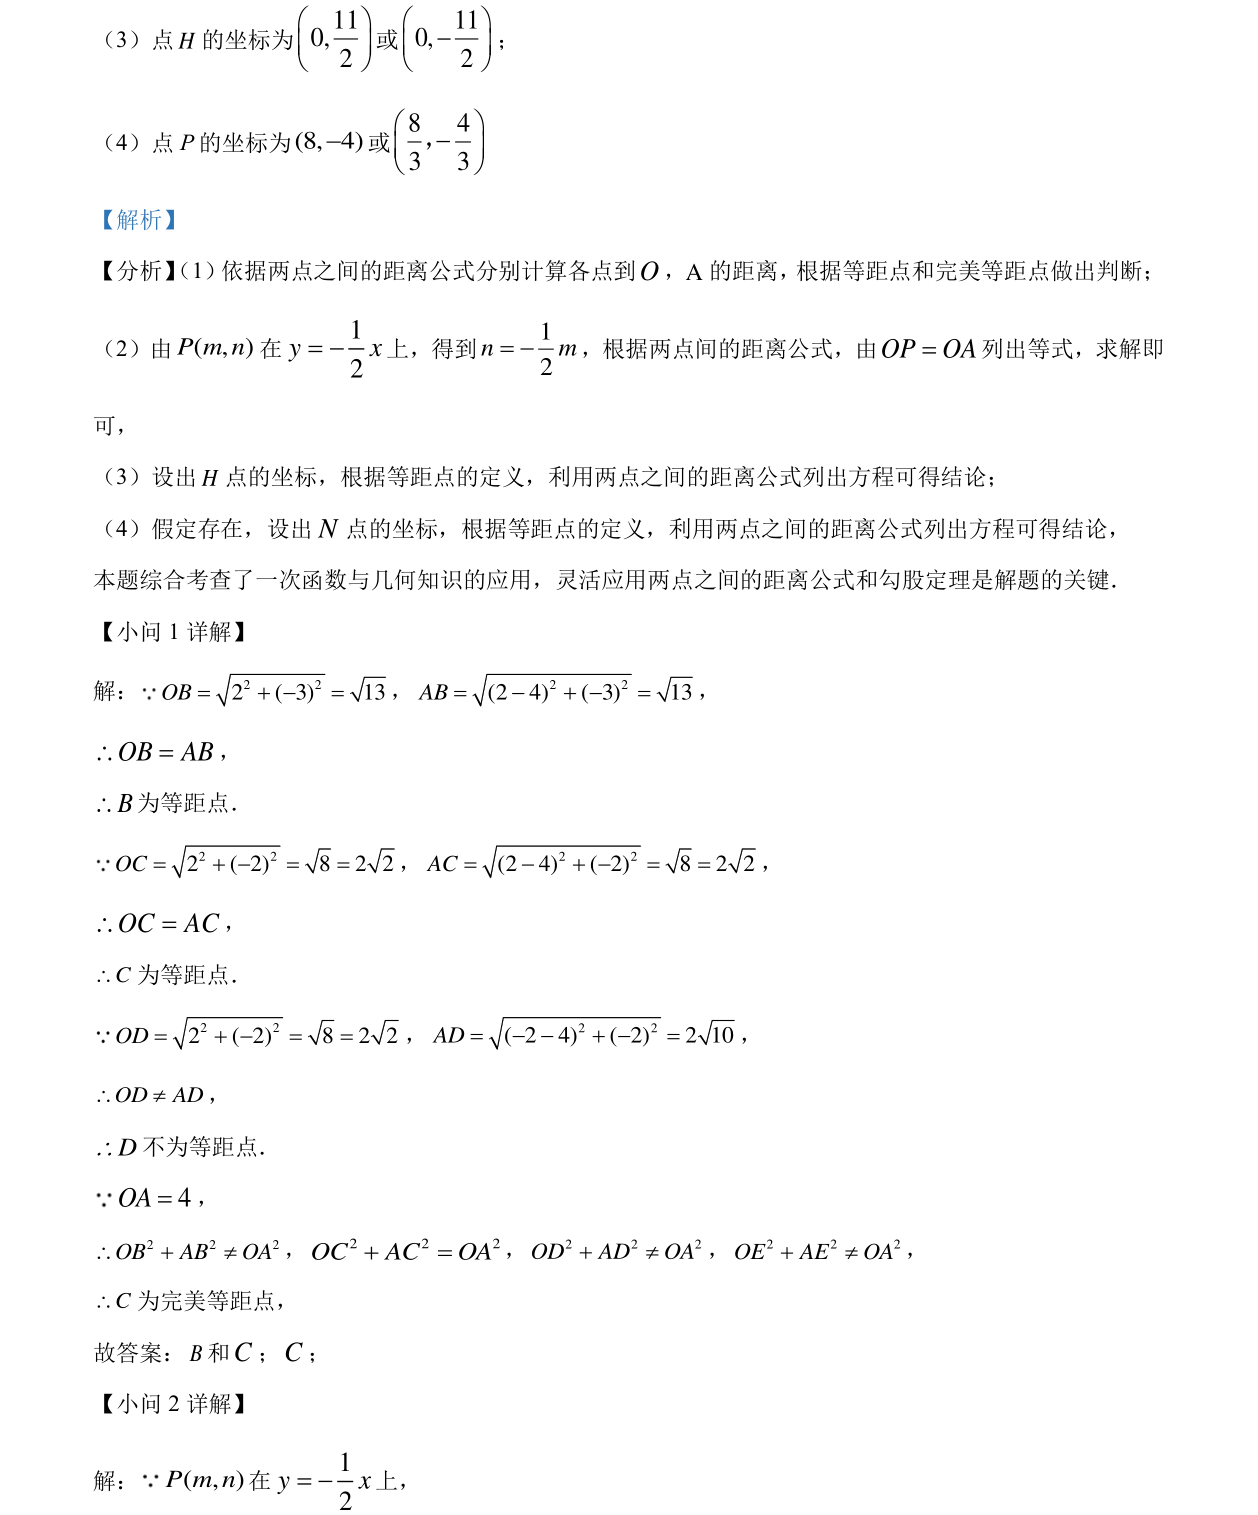 （3）点 H 的坐标为(0, 11/2)或(0, −11/2)；
（4）点 P 的坐标为(8, −4)或(8/3, −4/3)
【解析】
【分析】（1）依据两点之间的距离公式分别计算各点到 O，A 的距离，根据等距点和完美等距点做出判断；
（2）由 P(m, n) 在 y = −1/2 x 上，得到 n = −1/2 m，根据两点间的距离公式，由 OP = OA 列出等式，求解即
可，
（3）设出 H 点的坐标，根据等距点的定义，利用两点之间的距离公式列出方程可得结论；
（4）假定存在，设出 N 点的坐标，根据等距点的定义，利用两点之间的距离公式列出方程可得结论，
本题综合考查了一次函数与几何知识的应用，灵活应用两点之间的距离公式和勾股定理是解题的关键．
【小问 1 详解】
解：∵OB = √(2² + (−3)²) = √13， AB = √((2 − 4)² + (−3)²) = √13，
∴OB = AB，
∴B 为等距点．
∵OC = √(2² + (−2)²) = √8 = 2√2， AC = √((2 − 4)² + (−2)²) = √8 = 2√2，
∴OC = AC，
∴C 为等距点．
∵OD = √(2² + (−2)²) = √8 = 2√2， AD = √((−2 − 4)² + (−2)²) = 2√10，
∴OD ≠ AD，
∴D 不为等距点．
∵OA = 4，
∴OB² + AB² ≠ OA²， OC² + AC² = OA²， OD² + AD² ≠ OA²， OE² + AE² ≠ OA²，
∴C 为完美等距点，
故答案：B 和 C；C；
【小问 2 详解】
解：∵P(m, n) 在 y = −1/2 x 上，